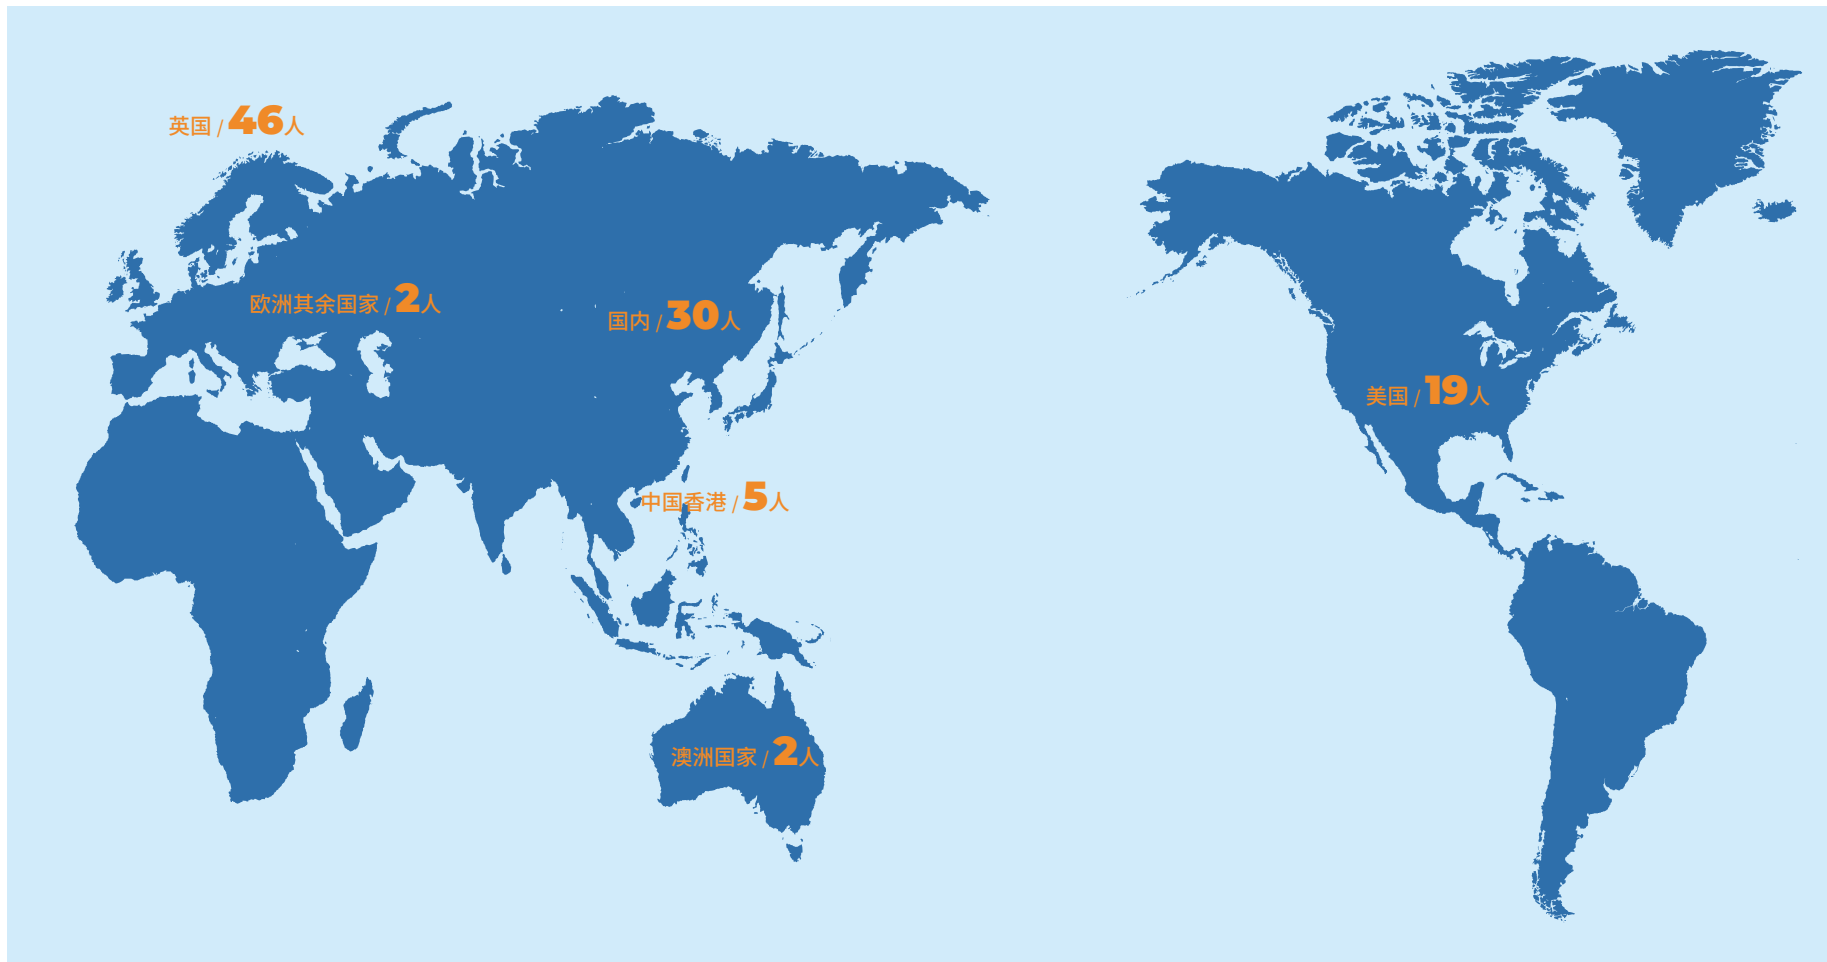 英国 / 46人
欧洲其余国家 / 2人
国内 / 30人
美国 / 19人
中国香港 / 5人
澳洲国家 / 2人